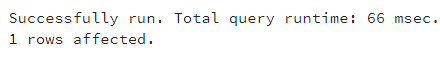 Successfully run. Total query runtime: 66 msec.
1 rows affected.